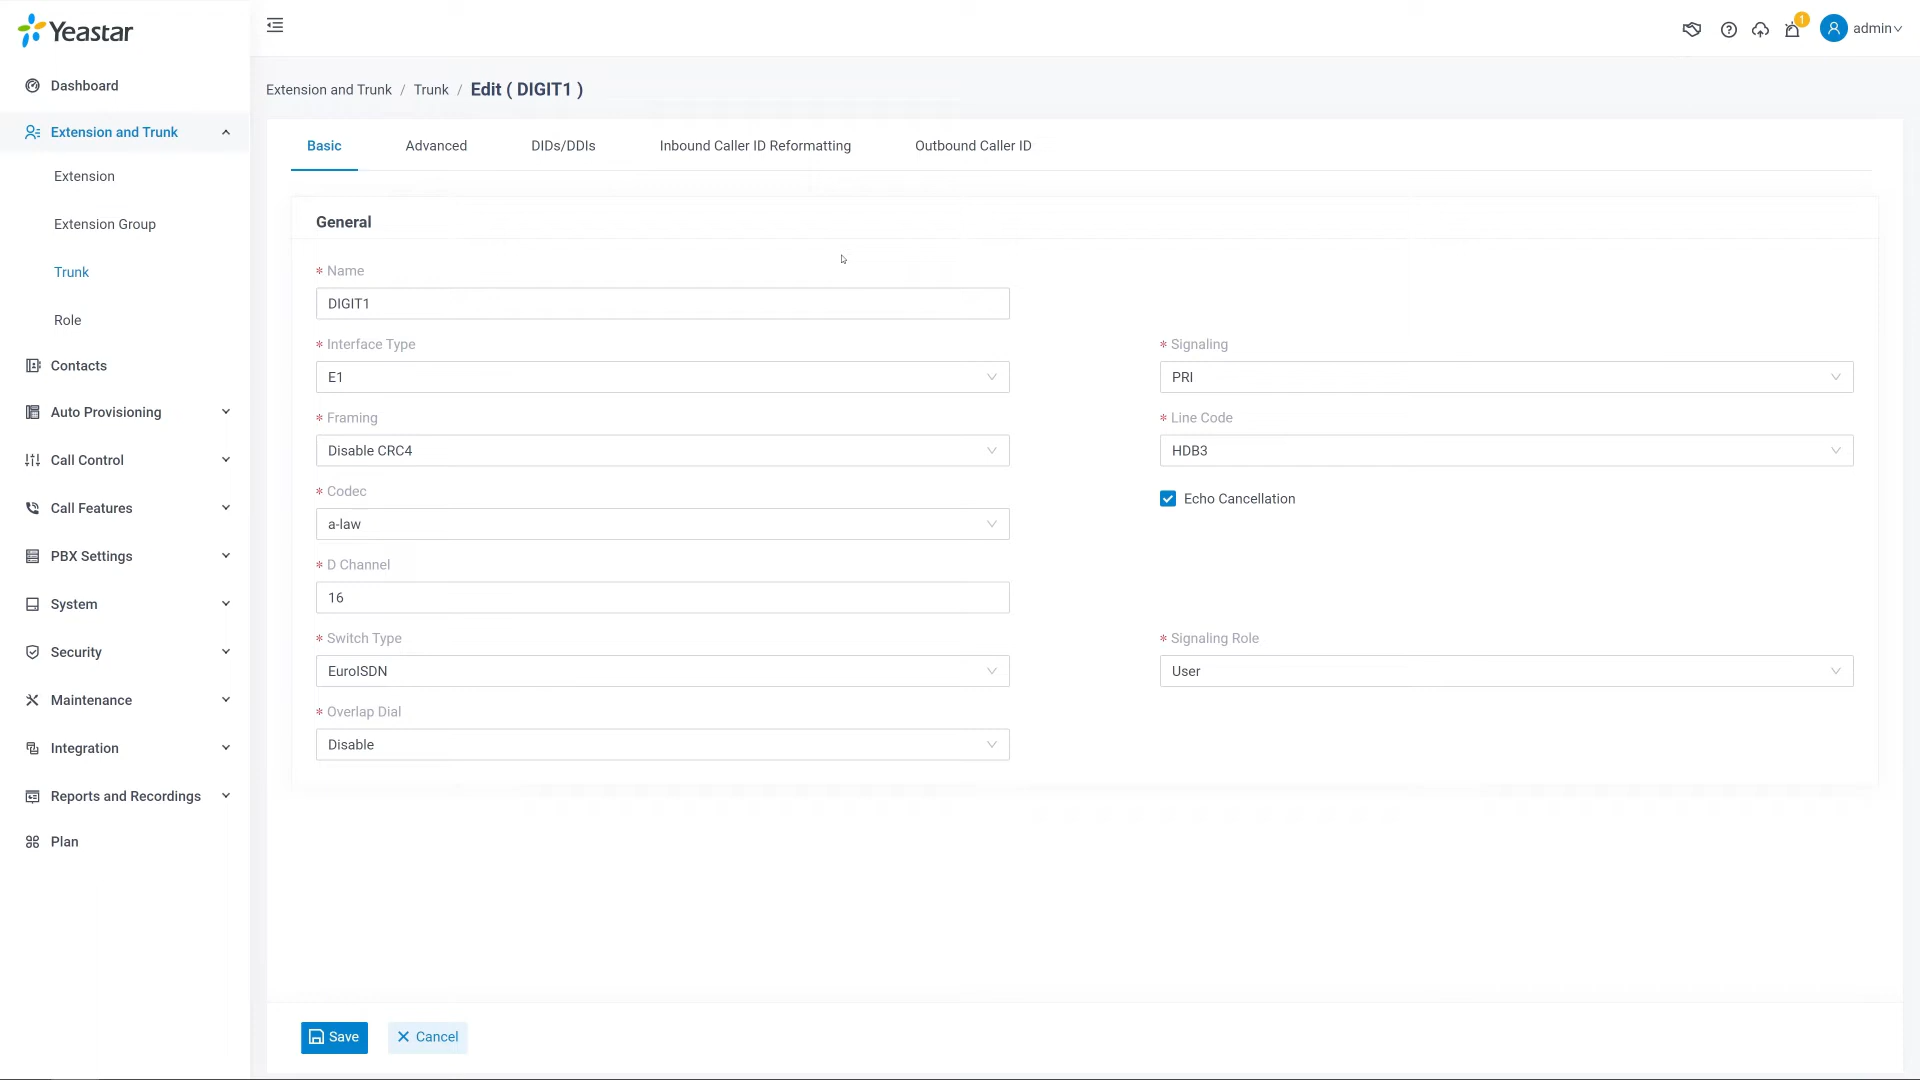 Yeastar
1
admin
Dashboard
Extension and Trunk
Extension
Extension Group
Trunk
Role
Contacts
Auto Provisioning
Call Control
Call Features
PBX Settings
System
Security
Maintenance
Integration
Reports and Recordings
Plan
Extension and Trunk / Trunk / Edit ( DIGIT1 )
Basic Advanced DIDs/DDIs Inbound Caller ID Reformatting Outbound Caller ID
General
* Name
DIGIT1
* Interface Type
E1
* Signaling
PRI
* Framing
Disable CRC4
* Line Code
HDB3
* Codec
a-law
Echo Cancellation
* D Channel
16
* Switch Type
EuroISDN
* Signaling Role
User
* Overlap Dial
Disable
Save Cancel